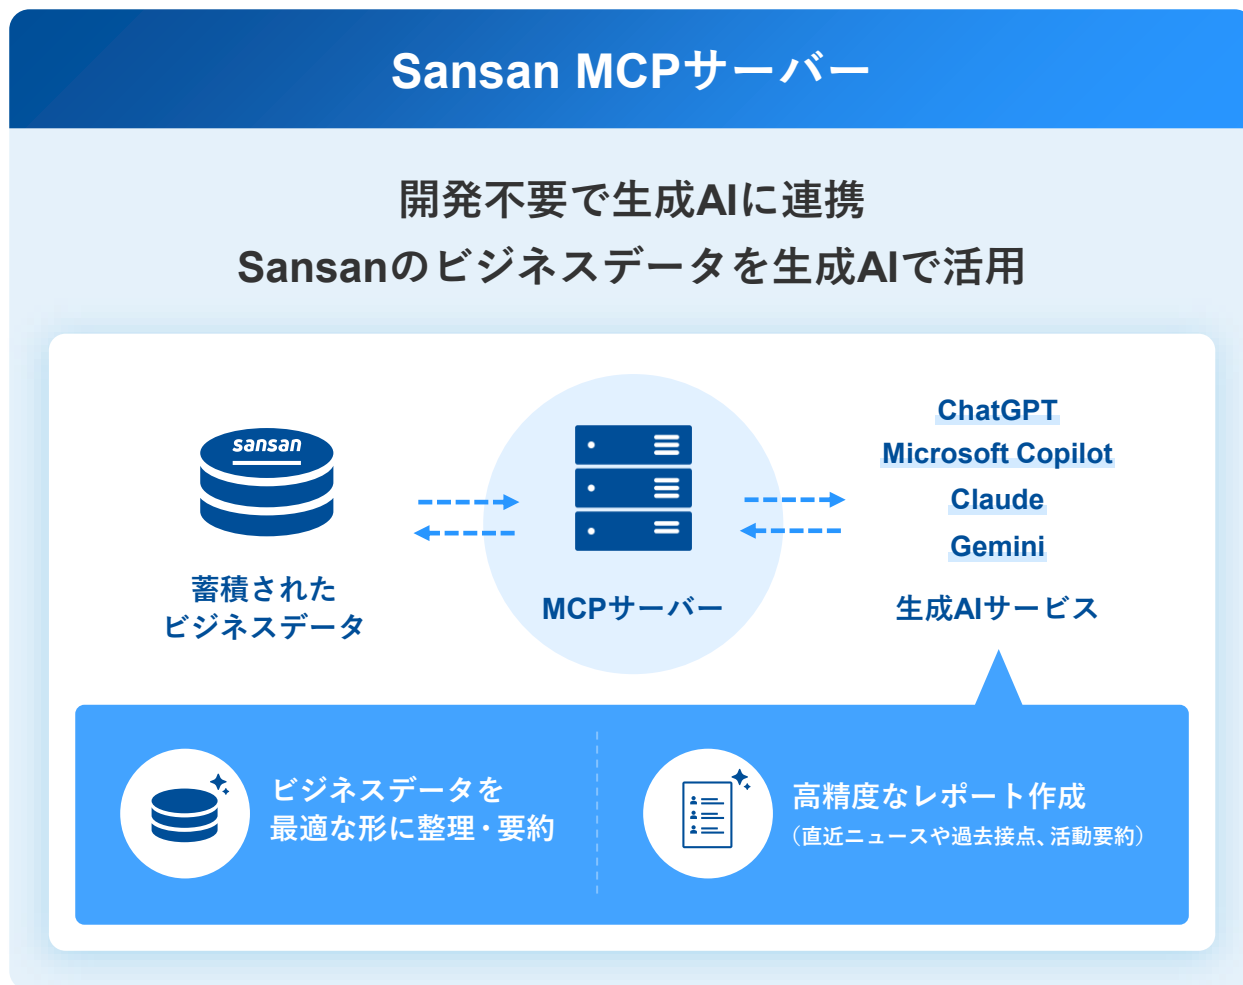 Sansan MCPサーバー
開発不要で生成AIに連携
Sansanのビジネスデータを生成AIで活用
sansan
蓄積された
ビジネスデータ
MCPサーバー
ChatGPT
Microsoft Copilot
Claude
Gemini
生成AIサービス
ビジネスデータを
最適な形に整理・要約
高精度なレポート作成
（直近ニュースや過去接点、活動要約）